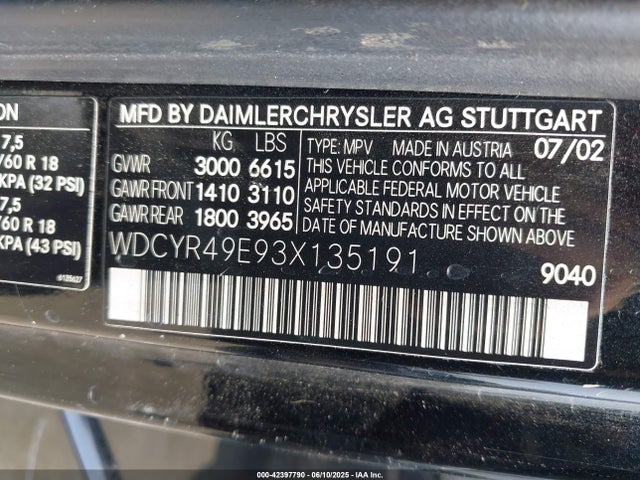 ON
7,5
/60 R 18
KPA (32 PSI)
7,5
/60 R 18
KPA (43 PSI)
MFD BY DAIMLERCHRYSLER AG STUTTGART
KG LBS
GVWR 3000 6615
GAWR FRONT 1410 3110
GAWR REAR 1800 3965
TYPE: MPV MADE IN AUSTRIA 07/02
THIS VEHICLE CONFORMS TO ALL
APPLICABLE FEDERAL MOTOR VEHICLE
SAFETY STANDARDS IN EFFECT ON THE
DATE OF MANUFACTURE SHOWN ABOVE.
WDCYR49E93X135191
9040
00-42397790 - 06/10/2025 - IAA Inc.